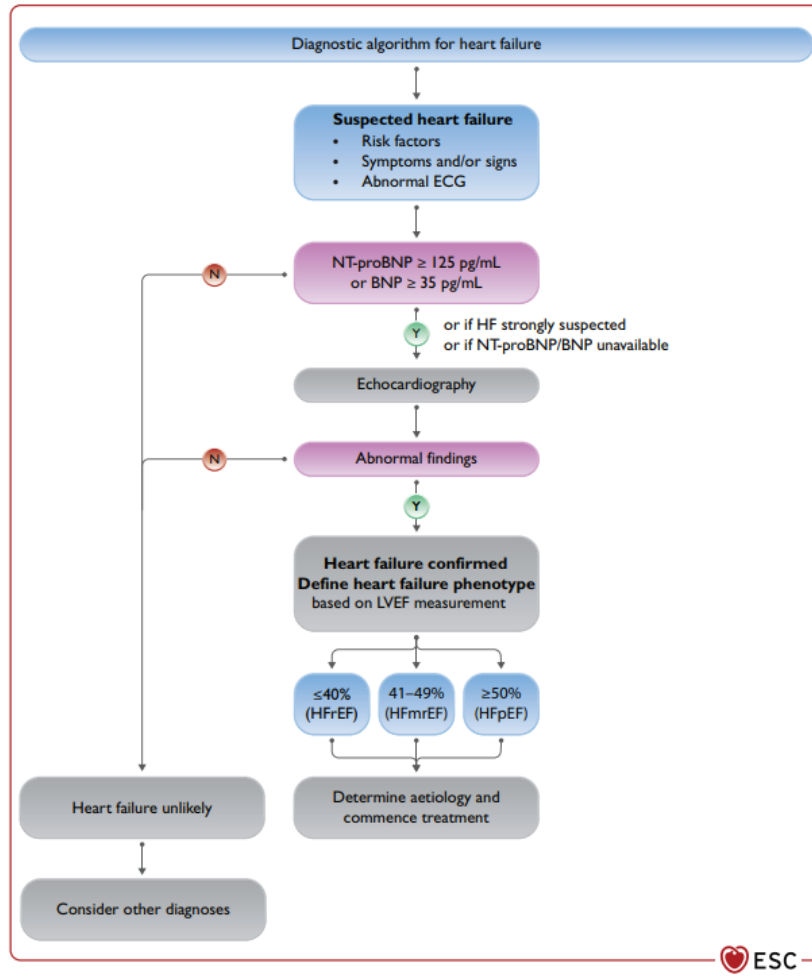 Diagnostic algorithm for heart failure
Suspected heart failure
• Risk factors
• Symptoms and/or signs
• Abnormal ECG
N
NT-proBNP ≥ 125 pg/mL
or BNP ≥ 35 pg/mL
Y
or if HF strongly suspected
or if NT-proBNP/BNP unavailable
Echocardiography
N
Abnormal findings
Y
Heart failure confirmed
Define heart failure phenotype
based on LVEF measurement
≤40%
(HFrEF)
41–49%
(HFmrEF)
≥50%
(HFpEF)
Heart failure unlikely
Determine aetiology and
commence treatment
Consider other diagnoses
ESC